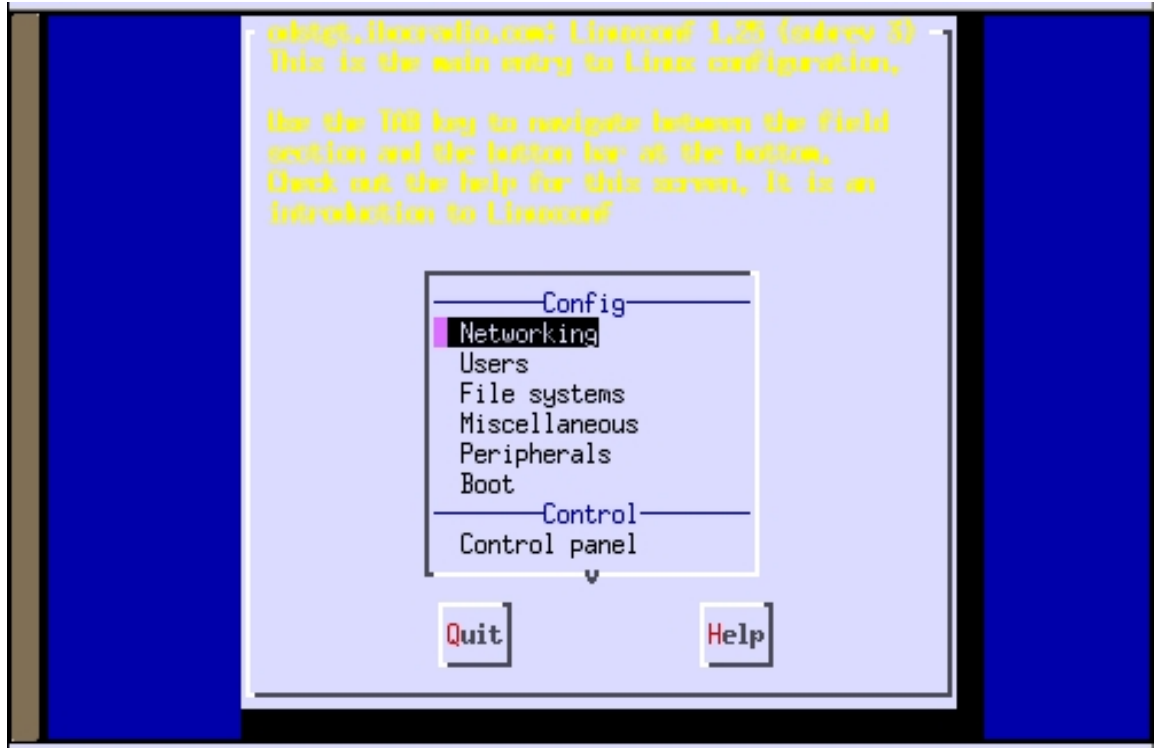 Linuxconf 1.25 (subrev 3)
This is the main entry to Linux configuration.
Use the TAB key to navigate between the field
section and the button bar at the bottom.
Check out the help for this screen. It is an
introduction to Linuxconf
Config
Networking
Users
File systems
Miscellaneous
Peripherals
Boot
Control
Control panel
v
Quit
Help